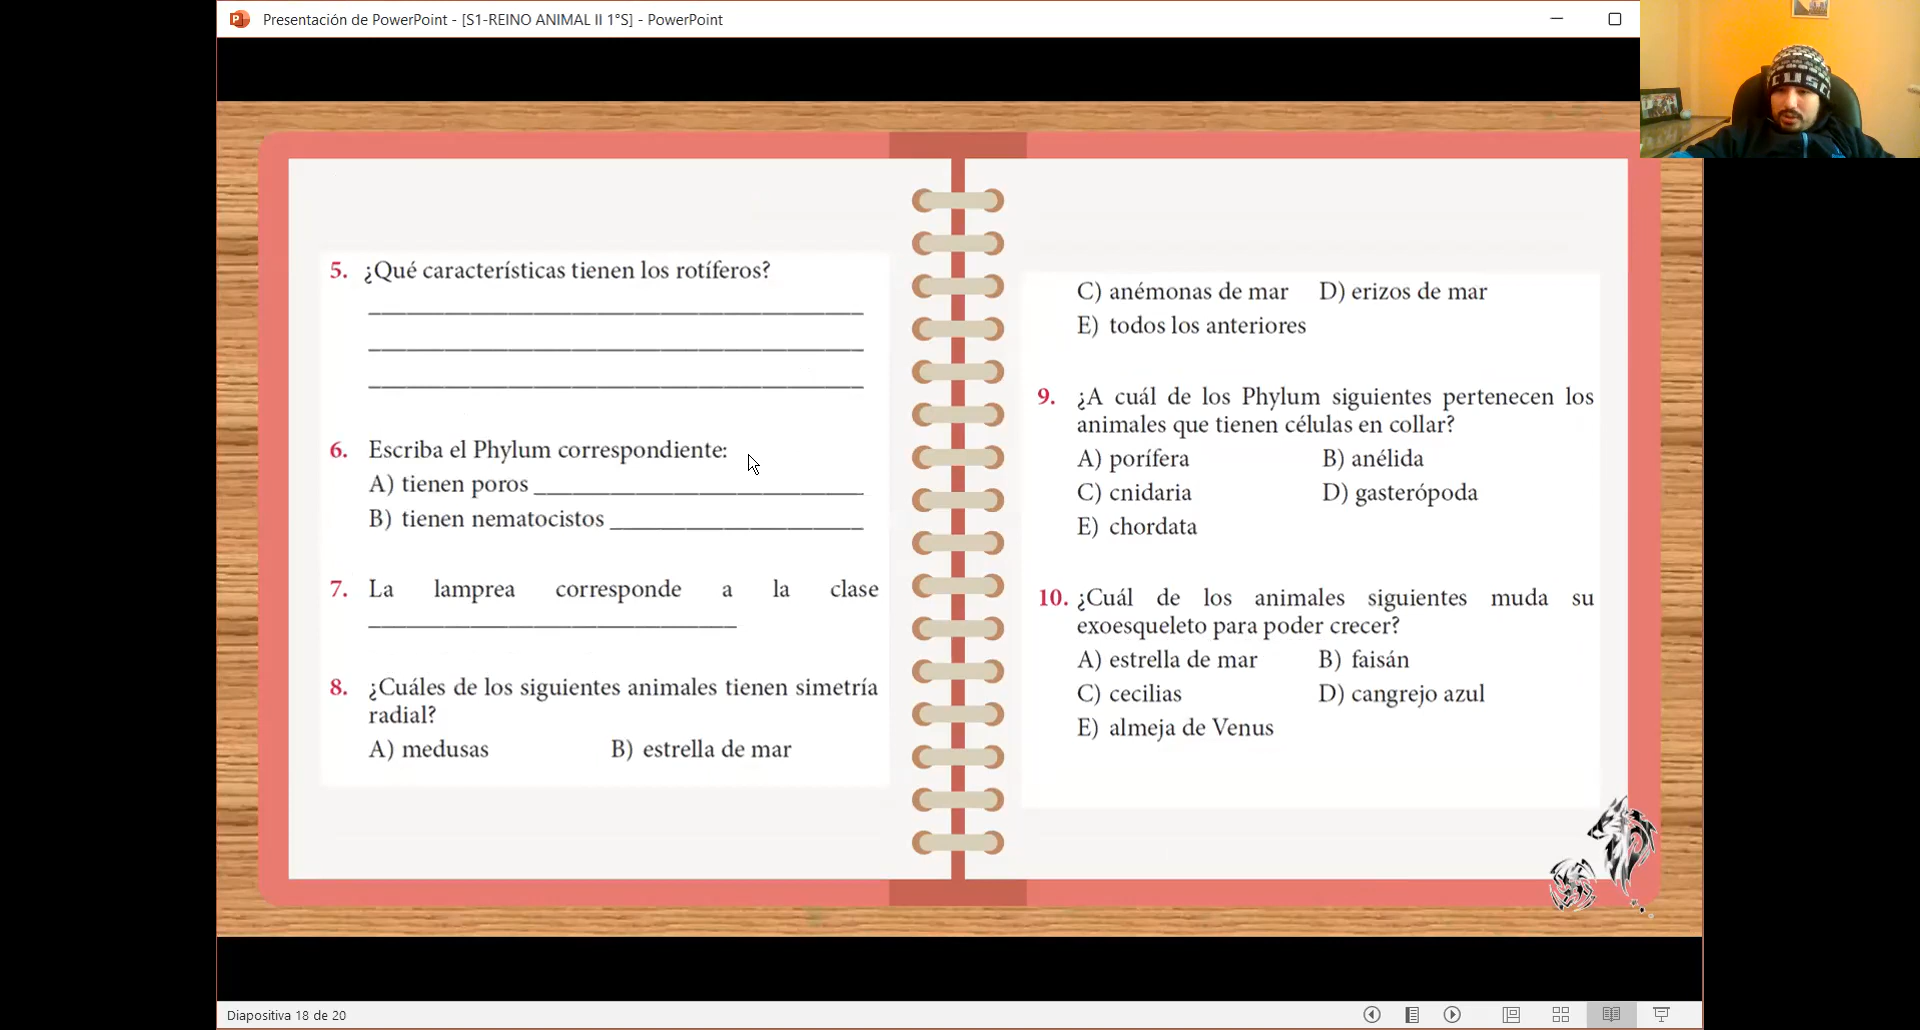 Presentación de PowerPoint - [S1-REINO ANIMAL II 1°S] - PowerPoint
CUSC
5. ¿Qué características tienen los rotíferos?
6. Escriba el Phylum correspondiente:
A) tienen poros
B) tienen nematocistos
7. La lamprea corresponde a la clase
8. ¿Cuáles de los siguientes animales tienen simetría
radial?
A) medusas B) estrella de mar
C) anémonas de mar D) erizos de mar
E) todos los anteriores
9. ¿A cuál de los Phylum siguientes pertenecen los
animales que tienen células en collar?
A) porífera B) anélida
C) cnidaria D) gasterópoda
E) chordata
10. ¿Cuál de los animales siguientes muda su
exoesqueleto para poder crecer?
A) estrella de mar B) faisán
C) cecilias D) cangrejo azul
E) almeja de Venus
Diapositiva 18 de 20